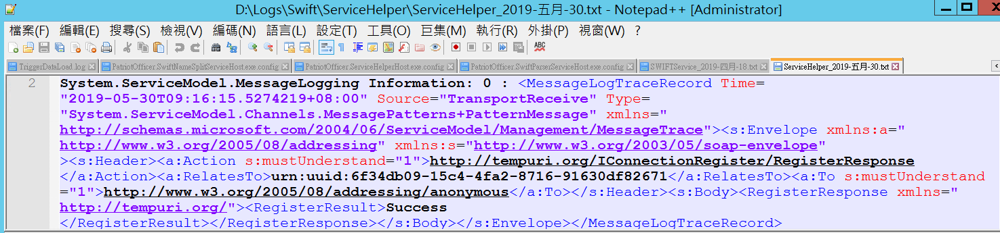 D:\Logs\Swift\ServiceHelper\ServiceHelper_2019-五月-30.txt - Notepad++ [Administrator]
檔案(F) 編輯(E) 搜尋(S) 檢視(V) 編碼(N) 語言(L) 設定(T) 工具(O) 巨集(M) 執行(R) 外掛(P) 視窗(W) ?
ABC
TriggerDataLoad.log PatriotOfficer.SwiftNameSplitServiceHost.exe.config PatriotOfficer.ServiceHelperHost.exe.config PatriotOfficer.SwiftParserServiceHost.exe.config SWIFTService_2019-四月-18.txt ServiceHelper_2019-五月-30.txt
2 System.ServiceModel.MessageLogging Information: 0 : <MessageLogTraceRecord Time=
"2019-05-30T09:16:15.5274219+08:00" Source="TransportReceive" Type=
"System.ServiceModel.Channels.MessagePatterns+PatternMessage" xmlns="
http://schemas.microsoft.com/2004/06/ServiceModel/Management/MessageTrace"><s:Envelope xmlns:a="
http://www.w3.org/2005/08/addressing" xmlns:s="http://www.w3.org/2003/05/soap-envelope"
><s:Header><a:Action s:mustUnderstand="1">http://tempuri.org/IConnectionRegister/RegisterResponse
</a:Action><a:RelatesTo>urn:uuid:6f34db09-15c4-4fa2-8716-91630df82671</a:RelatesTo><a:To s:mustUnderstand
="1">http://www.w3.org/2005/08/addressing/anonymous</a:To></s:Header><s:Body><RegisterResponse xmlns="
http://tempuri.org/"><RegisterResult>Success
</RegisterResult></RegisterResponse></s:Body></s:Envelope></MessageLogTraceRecord>